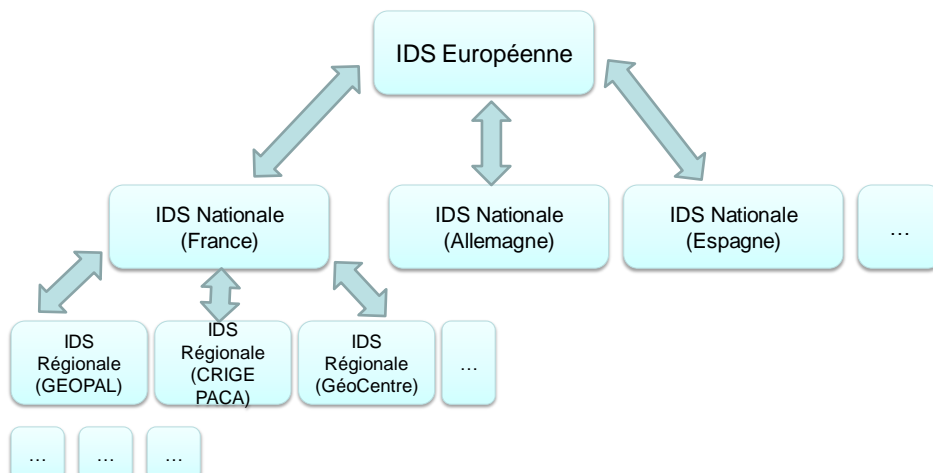 IDS Européenne
IDS Nationale
(France)
IDS Nationale
(Allemagne)
IDS Nationale
(Espagne)
…
IDS
Régionale
(GEOPAL)
IDS
Régionale
(CRIGE
PACA)
IDS
Régionale
(GéoCentre)
…
…
…
…